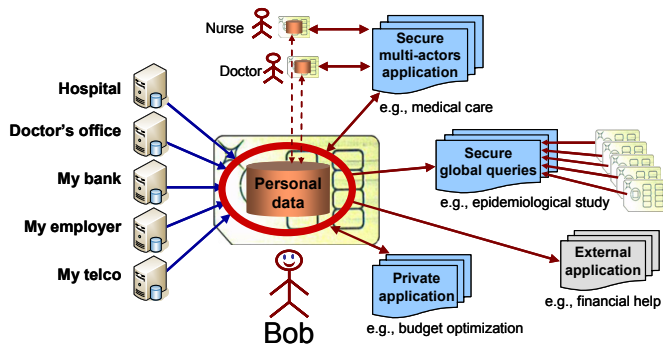 Nurse
Doctor
Secure
multi-actors
application
e.g., medical care
Hospital
Doctor's office
My bank
My employer
My telco
Personal
data
Secure
global queries
e.g., epidemiological study
External
application
e.g., financial help
Private
application
e.g., budget optimization
Bob